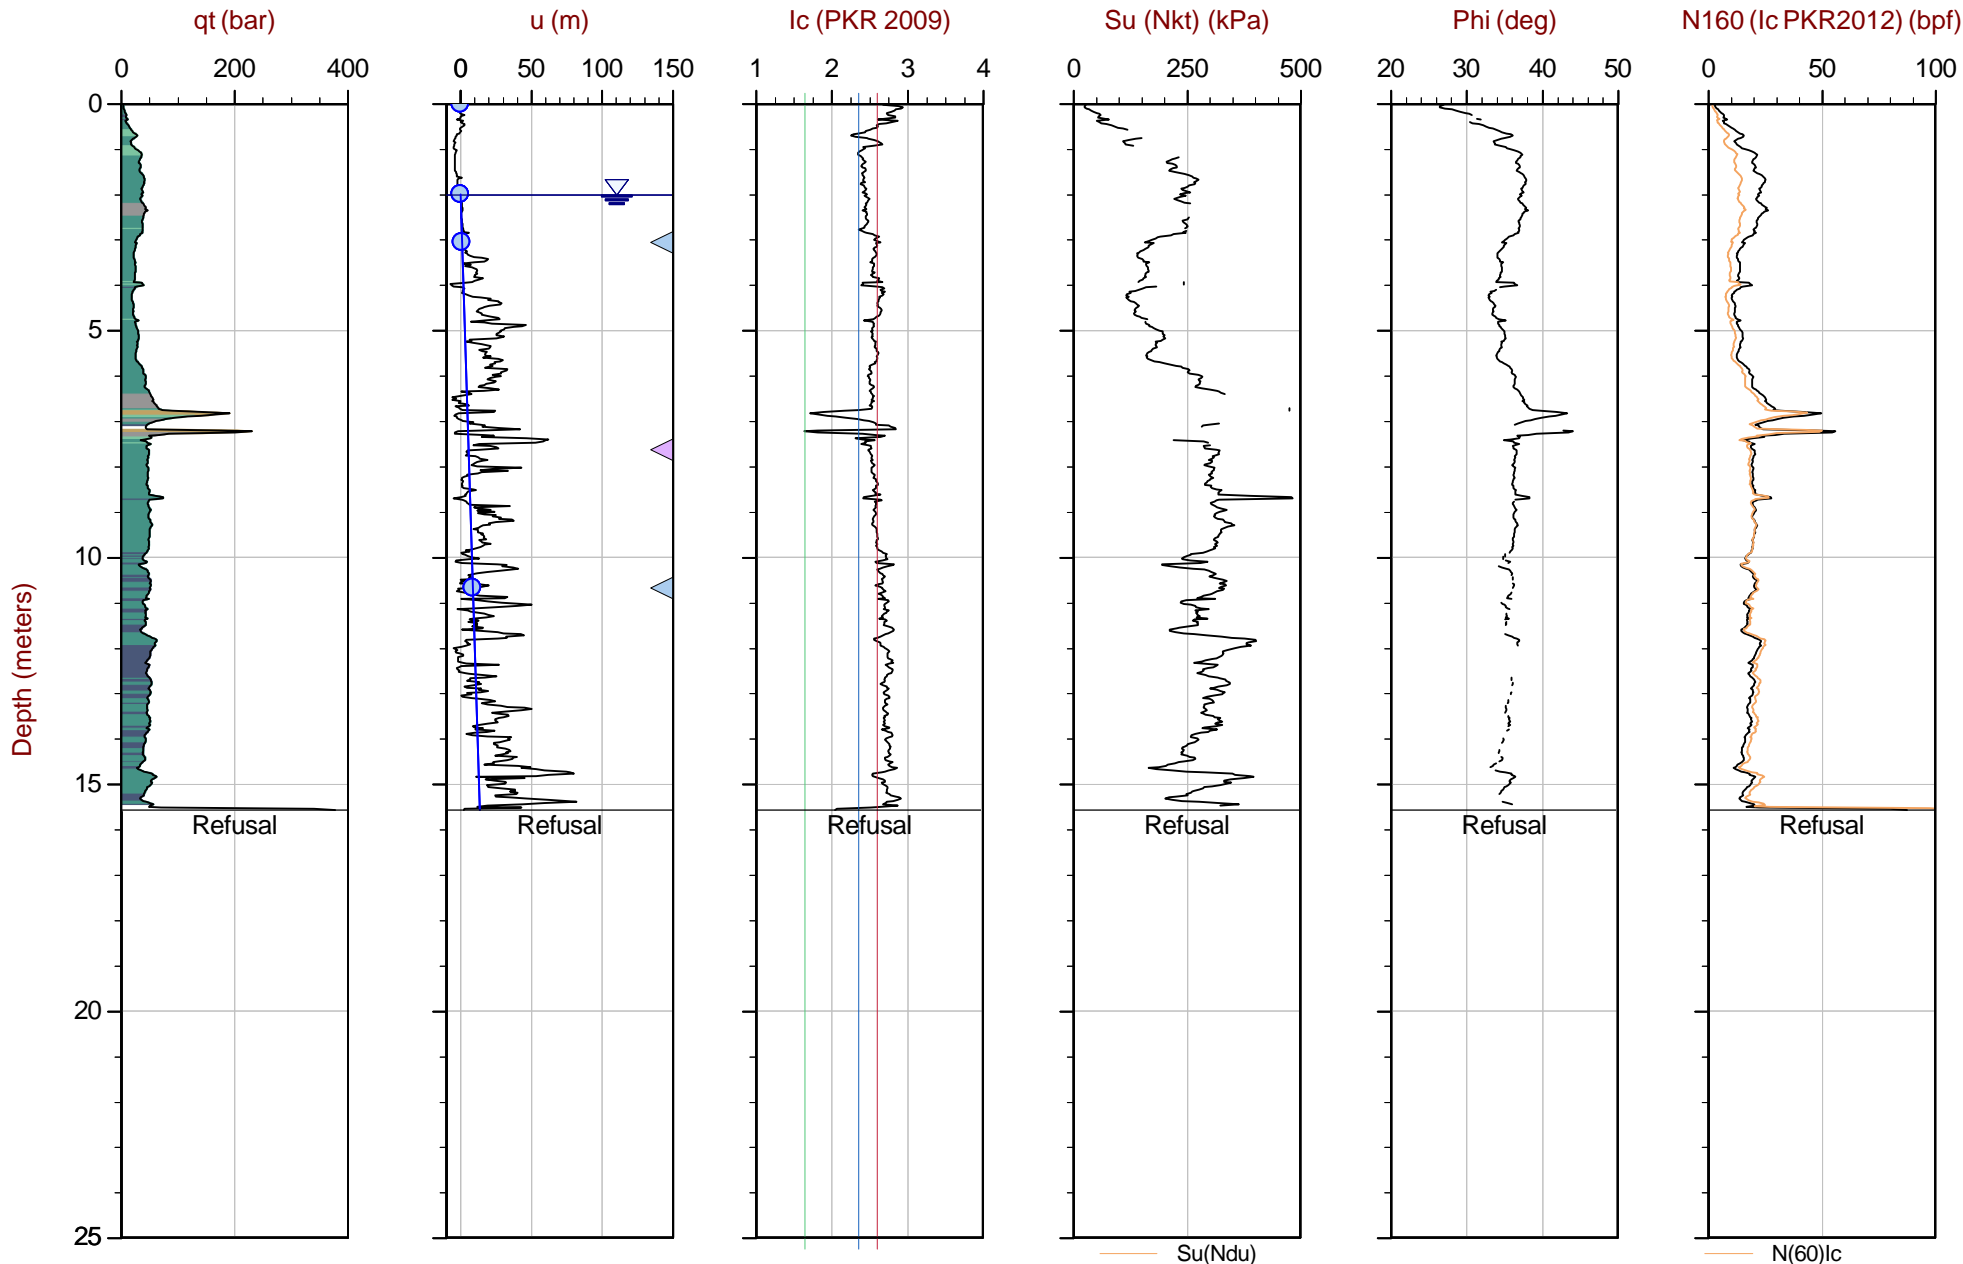 qt (bar) u (m) Ic (PKR 2009) Su (Nkt) (kPa) Phi (deg) N160 (Ic PKR2012) (bpf)
0 200 400 0 50 100 150 1 2 3 4 0 250 500 20 30 40 50 0 50 100
0
5
10
15
20
25
Depth (meters)
Refusal Refusal Refusal Refusal Refusal Refusal
Su(Ndu) N(60)Ic